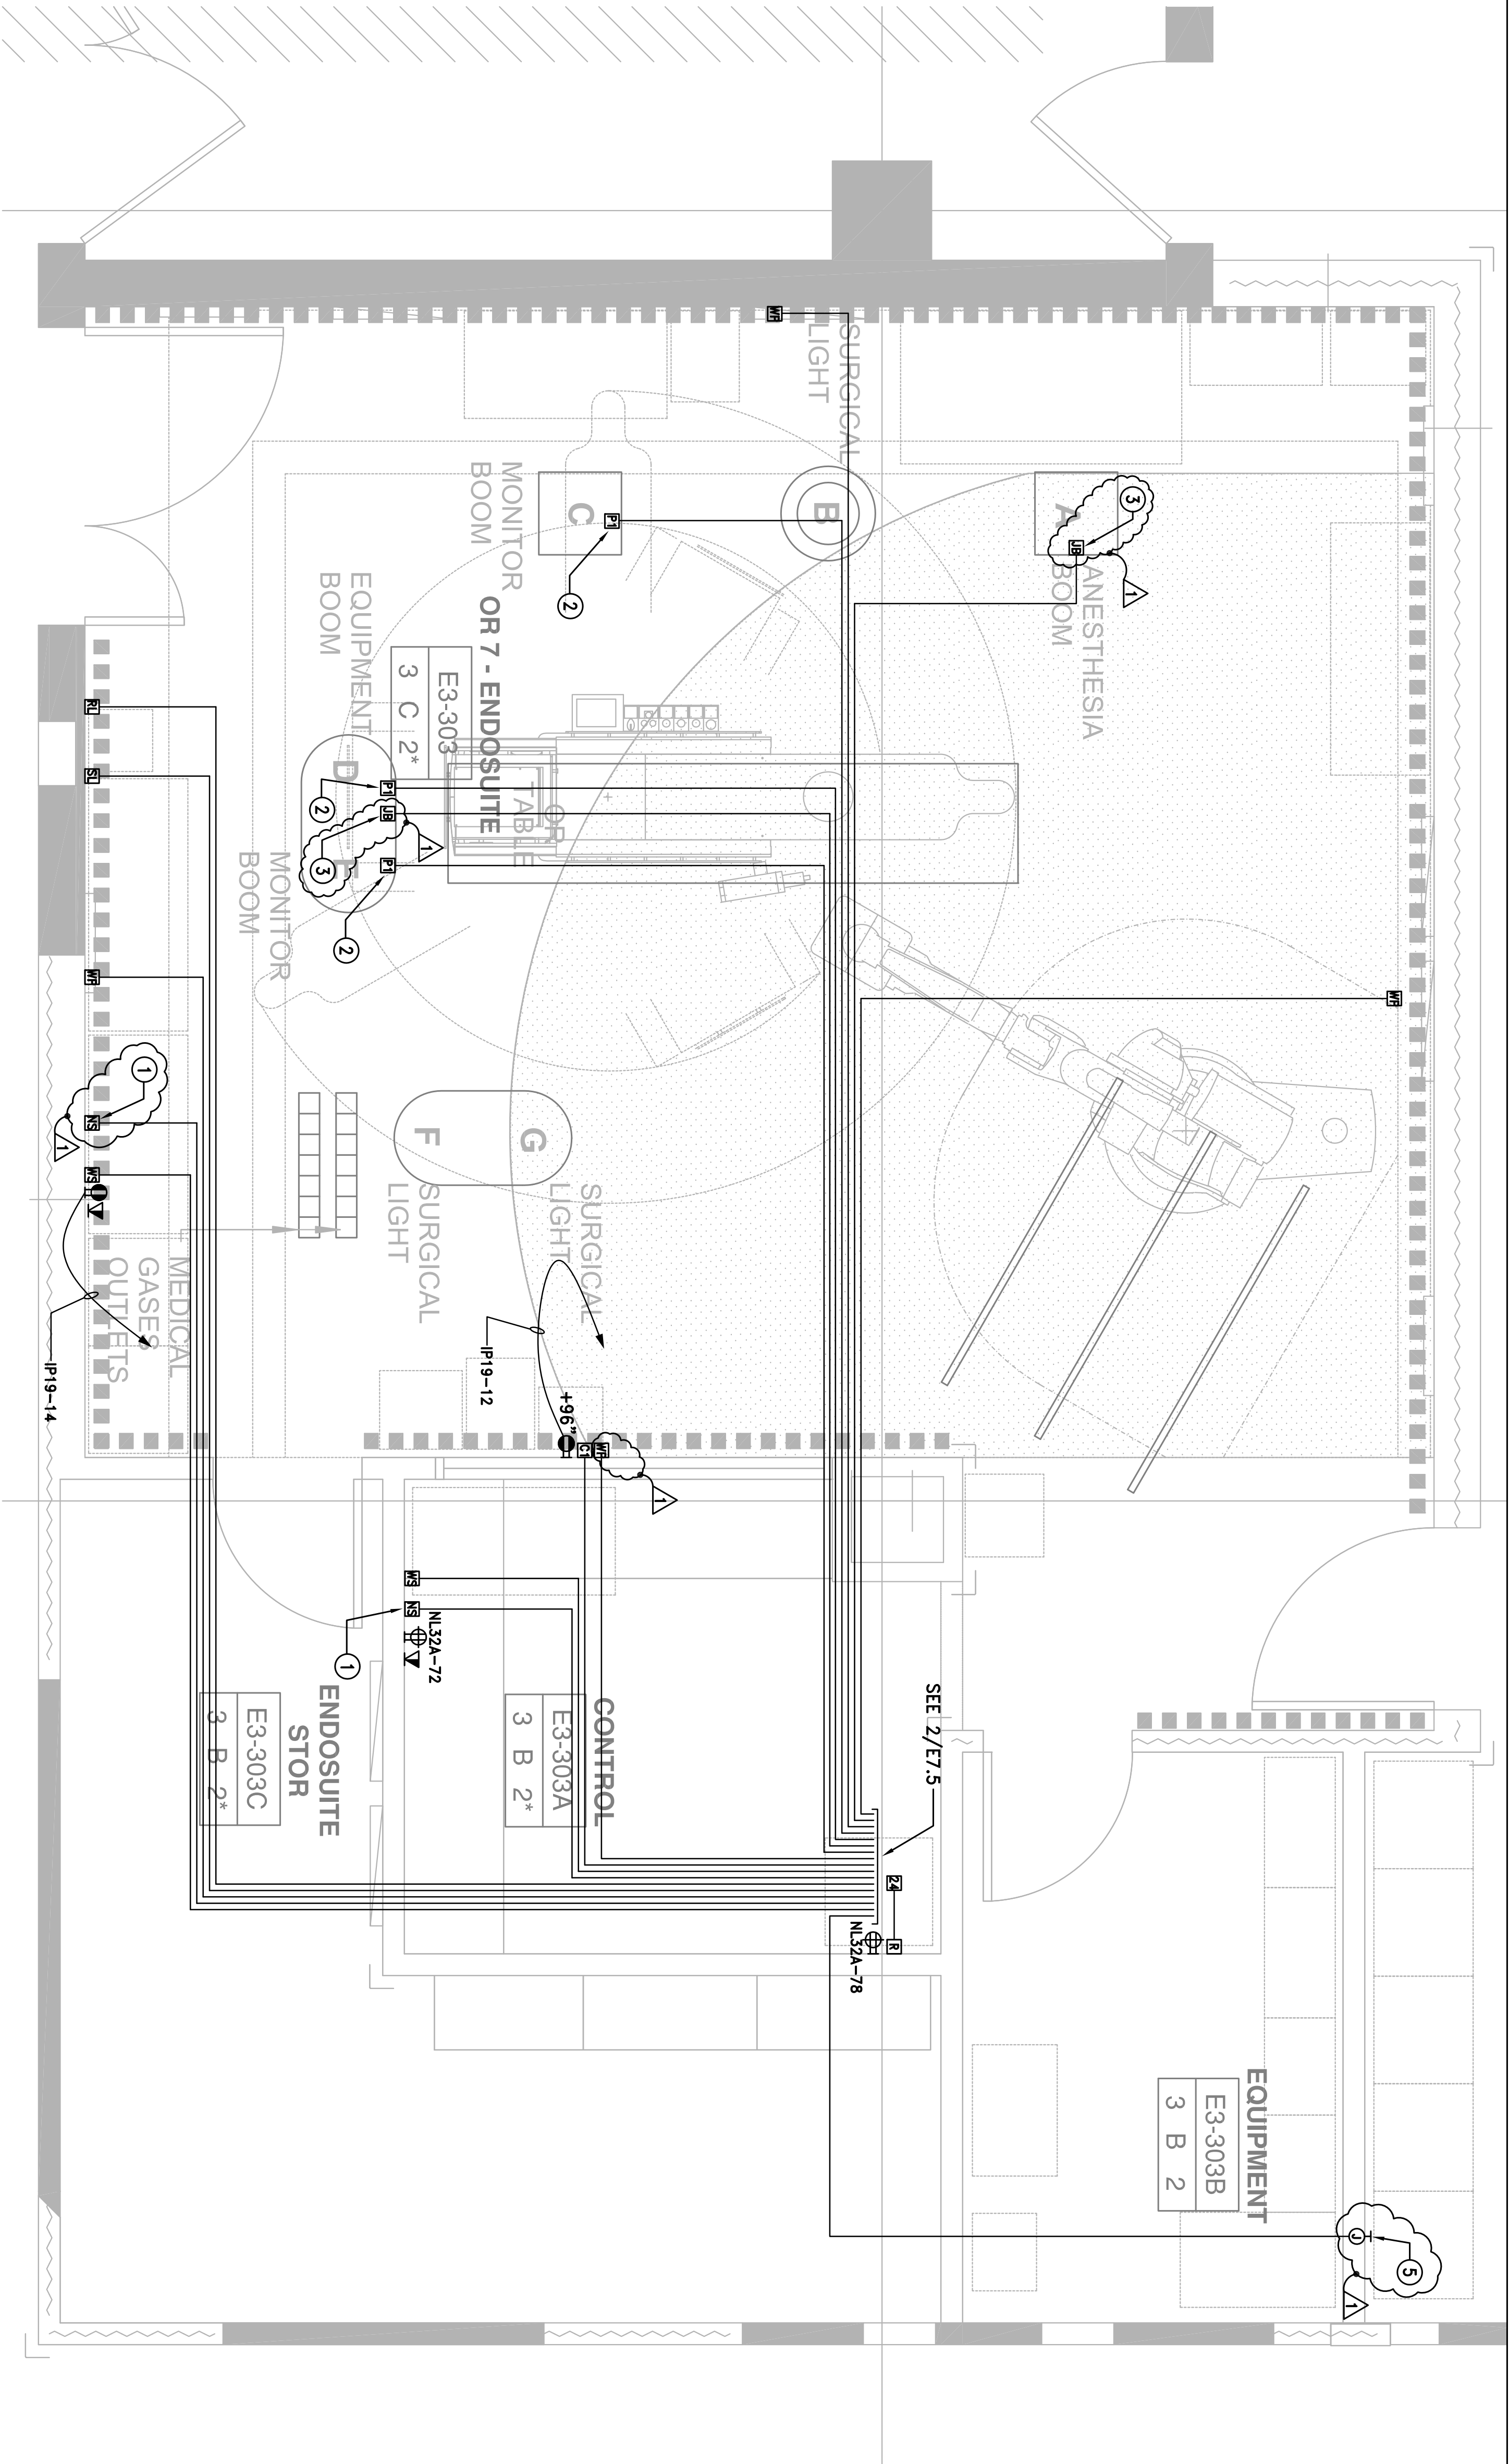 SURGICAL
LIGHT
WF
A
3
JB
1
ANESTHESIA
BOOM
B
C
P1
2
MONITOR
BOOM
EQUIPMENT
BOOM
OR 7 - ENDOSUITE
E3-303
3 C 2*
OR
TABLE
D
E
P1
JB
P1
2
3
2
1
MONITOR
BOOM
WF
RL
SL
WF
1
NS
1
WS
IP19-14
MEDICAL
GASES
OUTLETS
F
G
SURGICAL
LIGHT
SURGICAL
LIGHT
IP19-12
+96"
C1
WF
1
WS
NS
NL32A-72
1
ENDOSUITE
STOR
E3-303C
3 B 2*
CONTROL
E3-303A
3 B 2*
SEE 2/E7.5
24
R
NL32A-78
EQUIPMENT
E3-303B
3 B 2
J
5
1